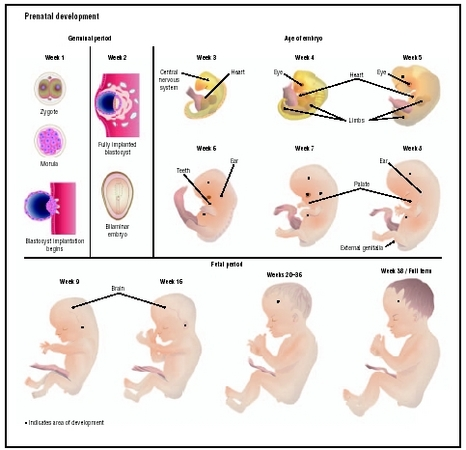 Prenatal development
Germinal period
Age of embryo
Week 1
Week 2
Week 3
Week 4
Week 5
Central
nervous
system
Heart
Eye
Heart
Eye
Limbs
Zygote
Morula
Fully implanted
blastocyst
Blastocyst implantation
begins
Bilaminar
embryo
Week 6
Week 7
Week 8
Teeth
Ear
Palate
Ear
External genitalia
Fetal period
Week 9
Week 16
Weeks 20-36
Week 38 / Full term
Brain
• Indicates area of development